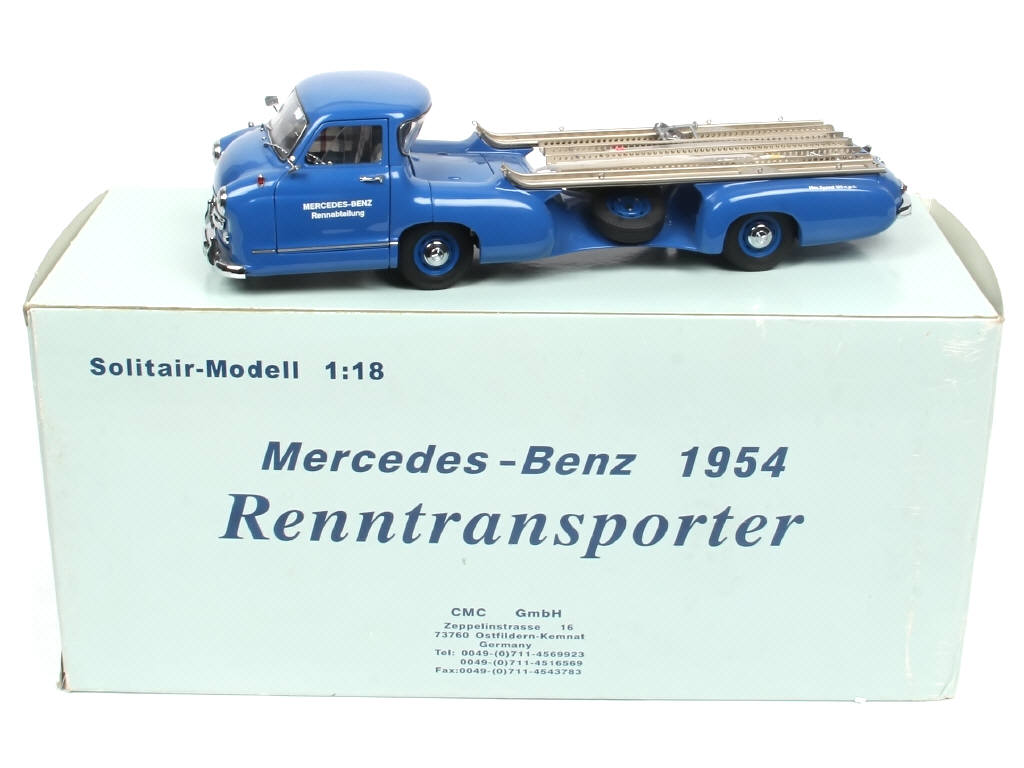 MERCEDES-BENZ
Rennabteilung
Solitair-Modell 1:18
Mercedes-Benz 1954
Renntransporter
CMC GmbH
Zeppelinstrasse 16
73760 Ostfildern-Kemnat
Germany
Tel: 0049-(0)711-4569923
0049-(0)711-4516569
Fax:0049-(0)711-4543783